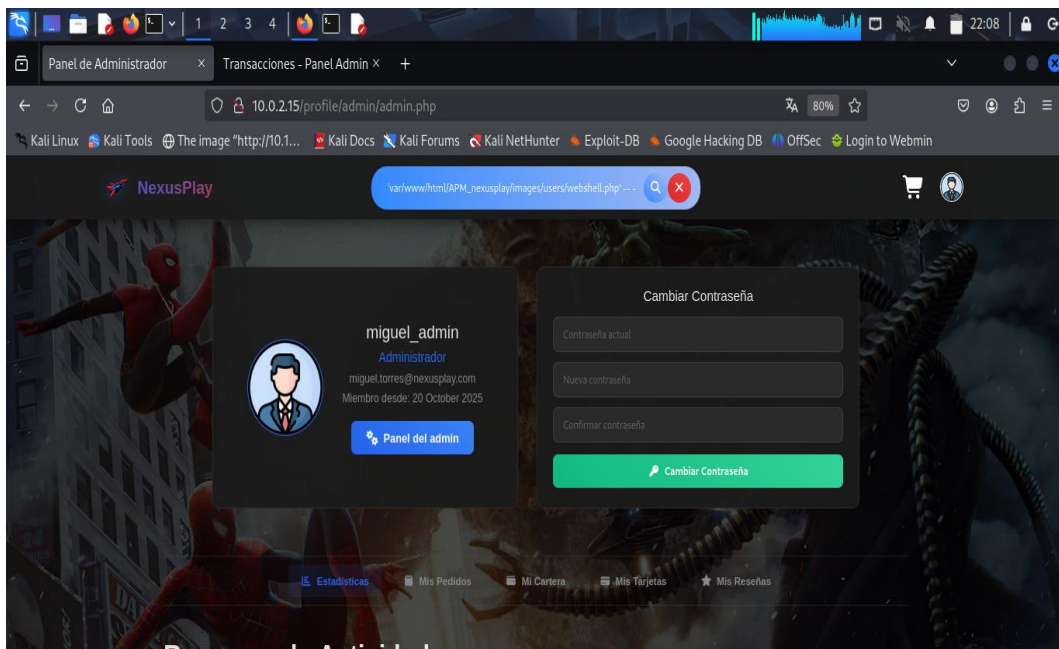 1 2 3 4
22:08
Panel de Administrador
Transacciones - Panel Admin
10.0.2.15/profile/admin/admin.php
80%
Kali Linux Kali Tools The image "http://10.1... Kali Docs Kali Forums Kali NetHunter Exploit-DB Google Hacking DB OffSec Login to Webmin
NexusPlay
'var/www/html/APM_nexusplay/images/users/webshell.php' -- -
miguel_admin
Administrador
miguel.torres@nexusplay.com
Miembro desde: 20 October 2025
Panel del admin
Cambiar Contraseña
Contraseña actual
Nueva contraseña
Confirmar contraseña
Cambiar Contraseña
Estadísticas Mis Pedidos Mi Cartera Mis Tarjetas Mis Reseñas